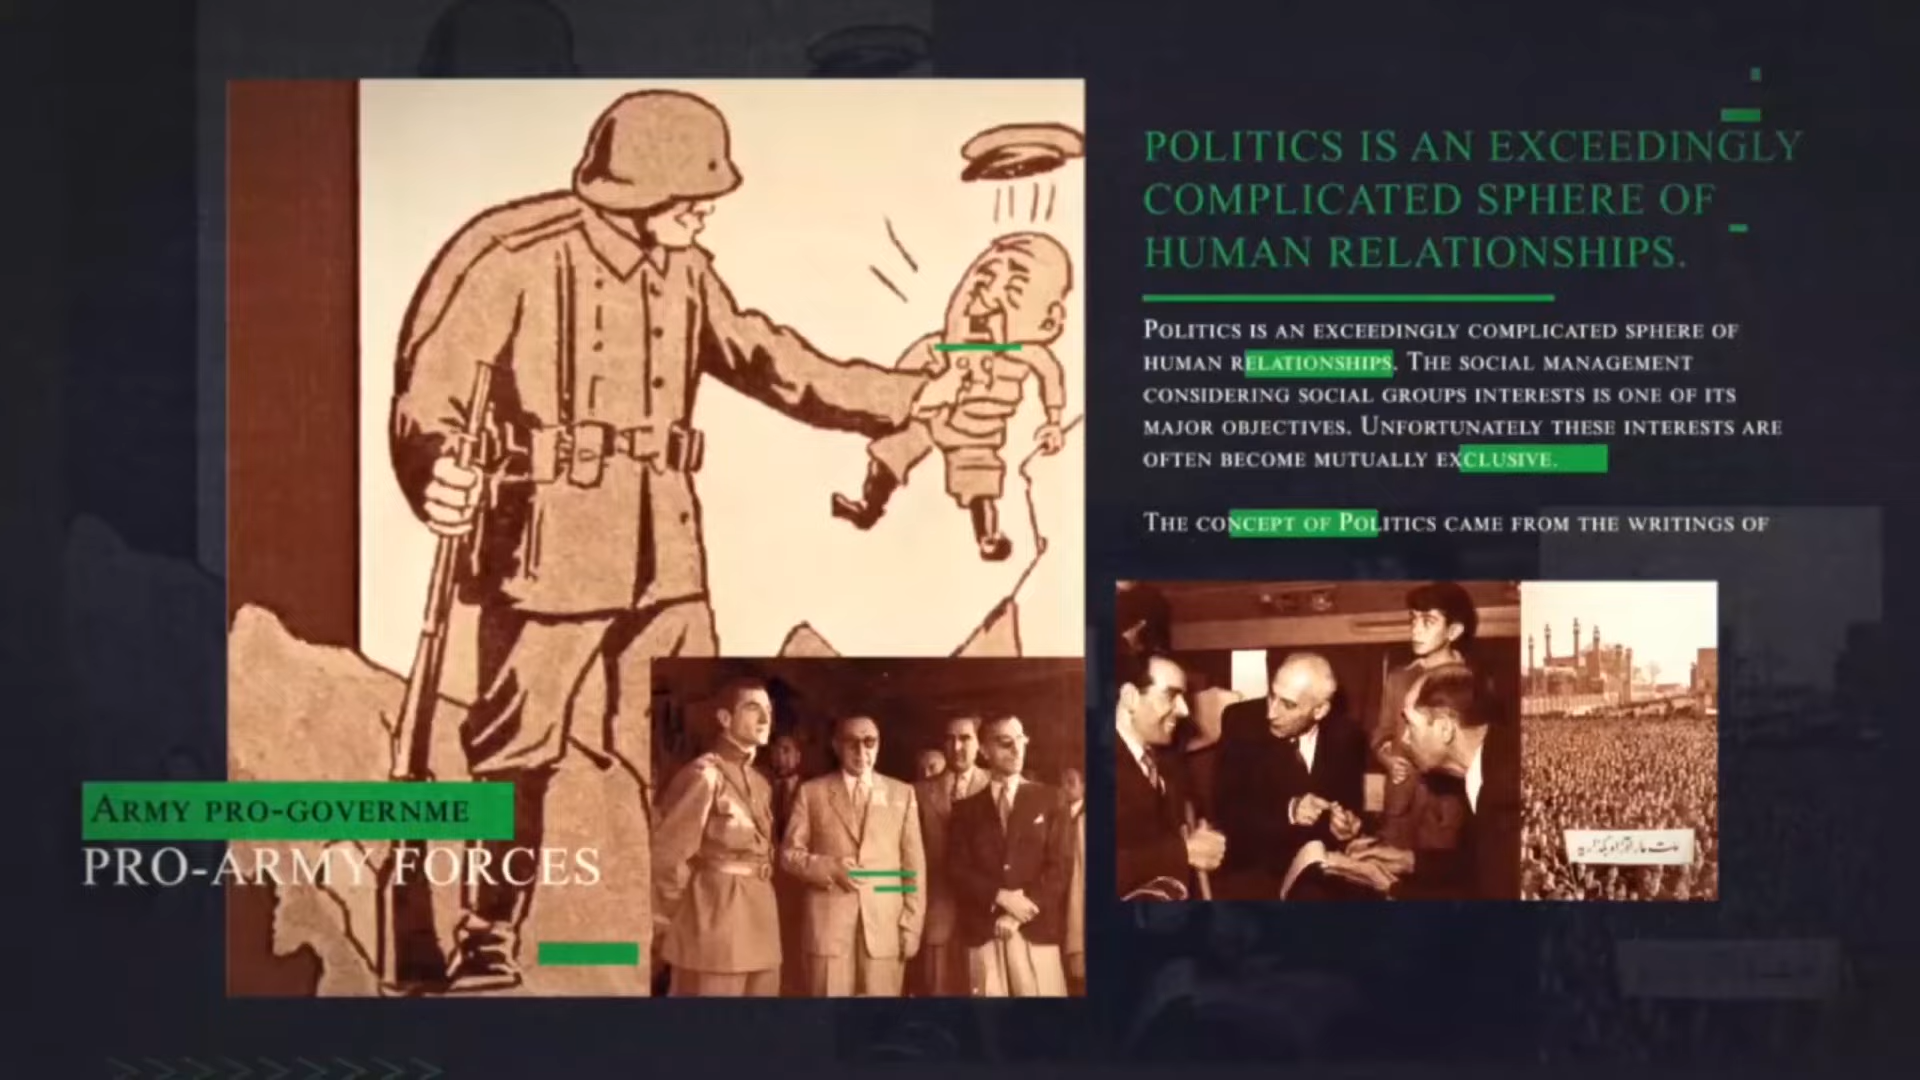 POLITICS IS AN EXCEEDINGLY
COMPLICATED SPHERE OF
HUMAN RELATIONSHIPS.
POLITICS IS AN EXCEEDINGLY COMPLICATED SPHERE OF
HUMAN RELATIONSHIPS. THE SOCIAL MANAGEMENT
CONSIDERING SOCIAL GROUPS INTERESTS IS ONE OF ITS
MAJOR OBJECTIVES. UNFORTUNATELY THESE INTERESTS ARE
OFTEN BECOME MUTUALLY EXCLUSIVE.
THE CONCEPT OF POLITICS CAME FROM THE WRITINGS OF
ARMY PRO-GOVERNME
PRO-ARMY FORCES